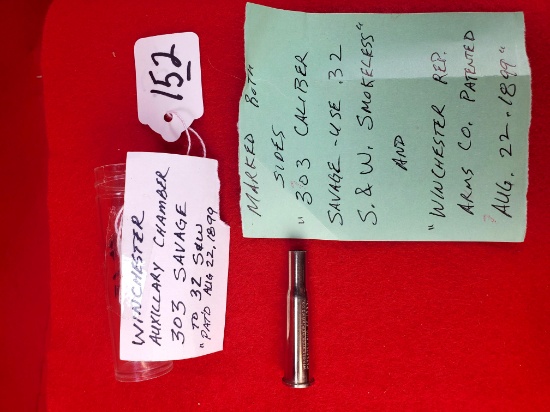 152
WINCHESTER
AUXILLARY CHAMBER
303 SAVAGE
TO 32 S&W
"PAT'D AUG 22, 1899
MARKED BOTH
SIDES
"303 CALIBER
SAVAGE - USE .32
S. & W. SMOKELESS"
AND
"WINCHESTER REP.
ARMS CO. PATENTED
AUG. 22. 1899"